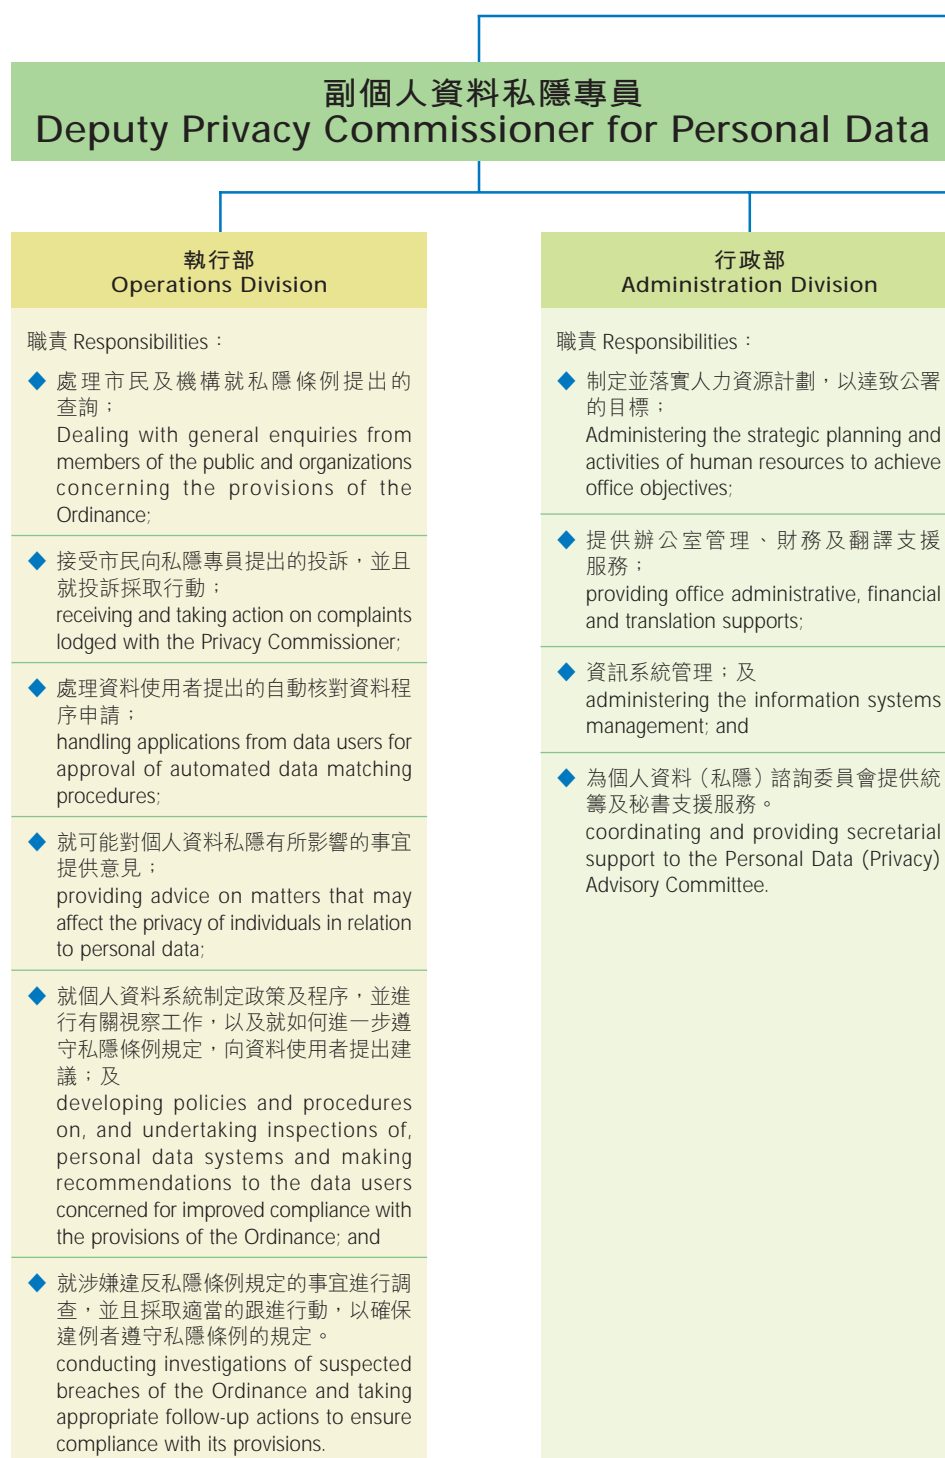 副個人資料私隱專員
Deputy Privacy Commissioner for Personal Data
執行部
Operations Division
職責 Responsibilities：
◆ 處理市民及機構就私隱條例提出的
查詢；
Dealing with general enquiries from
members of the public and organizations
concerning the provisions of the
Ordinance;
◆ 接受市民向私隱專員提出的投訴，並且
就投訴採取行動；
receiving and taking action on complaints
lodged with the Privacy Commissioner;
◆ 處理資料使用者提出的自動核對資料程
序申請；
handling applications from data users for
approval of automated data matching
procedures;
◆ 就可能對個人資料私隱有所影響的事宜
提供意見；
providing advice on matters that may
affect the privacy of individuals in relation
to personal data;
◆ 就個人資料系統制定政策及程序，並進
行有關視察工作，以及就如何進一步遵
守私隱條例規定，向資料使用者提出建
議；及
developing policies and procedures
on, and undertaking inspections of,
personal data systems and making
recommendations to the data users
concerned for improved compliance with
the provisions of the Ordinance; and
◆ 就涉嫌違反私隱條例規定的事宜進行調
查，並且採取適當的跟進行動，以確保
違例者遵守私隱條例的規定。
conducting investigations of suspected
breaches of the Ordinance and taking
appropriate follow-up actions to ensure
compliance with its provisions.
行政部
Administration Division
職責 Responsibilities：
◆ 制定並落實人力資源計劃，以達致公署
的目標；
Administering the strategic planning and
activities of human resources to achieve
office objectives;
◆ 提供辦公室管理、財務及翻譯支援
服務；
providing office administrative, financial
and translation supports;
◆ 資訊系統管理；及
administering the information systems
management; and
◆ 為個人資料（私隱）諮詢委員會提供統
籌及秘書支援服務。
coordinating and providing secretarial
support to the Personal Data (Privacy)
Advisory Committee.